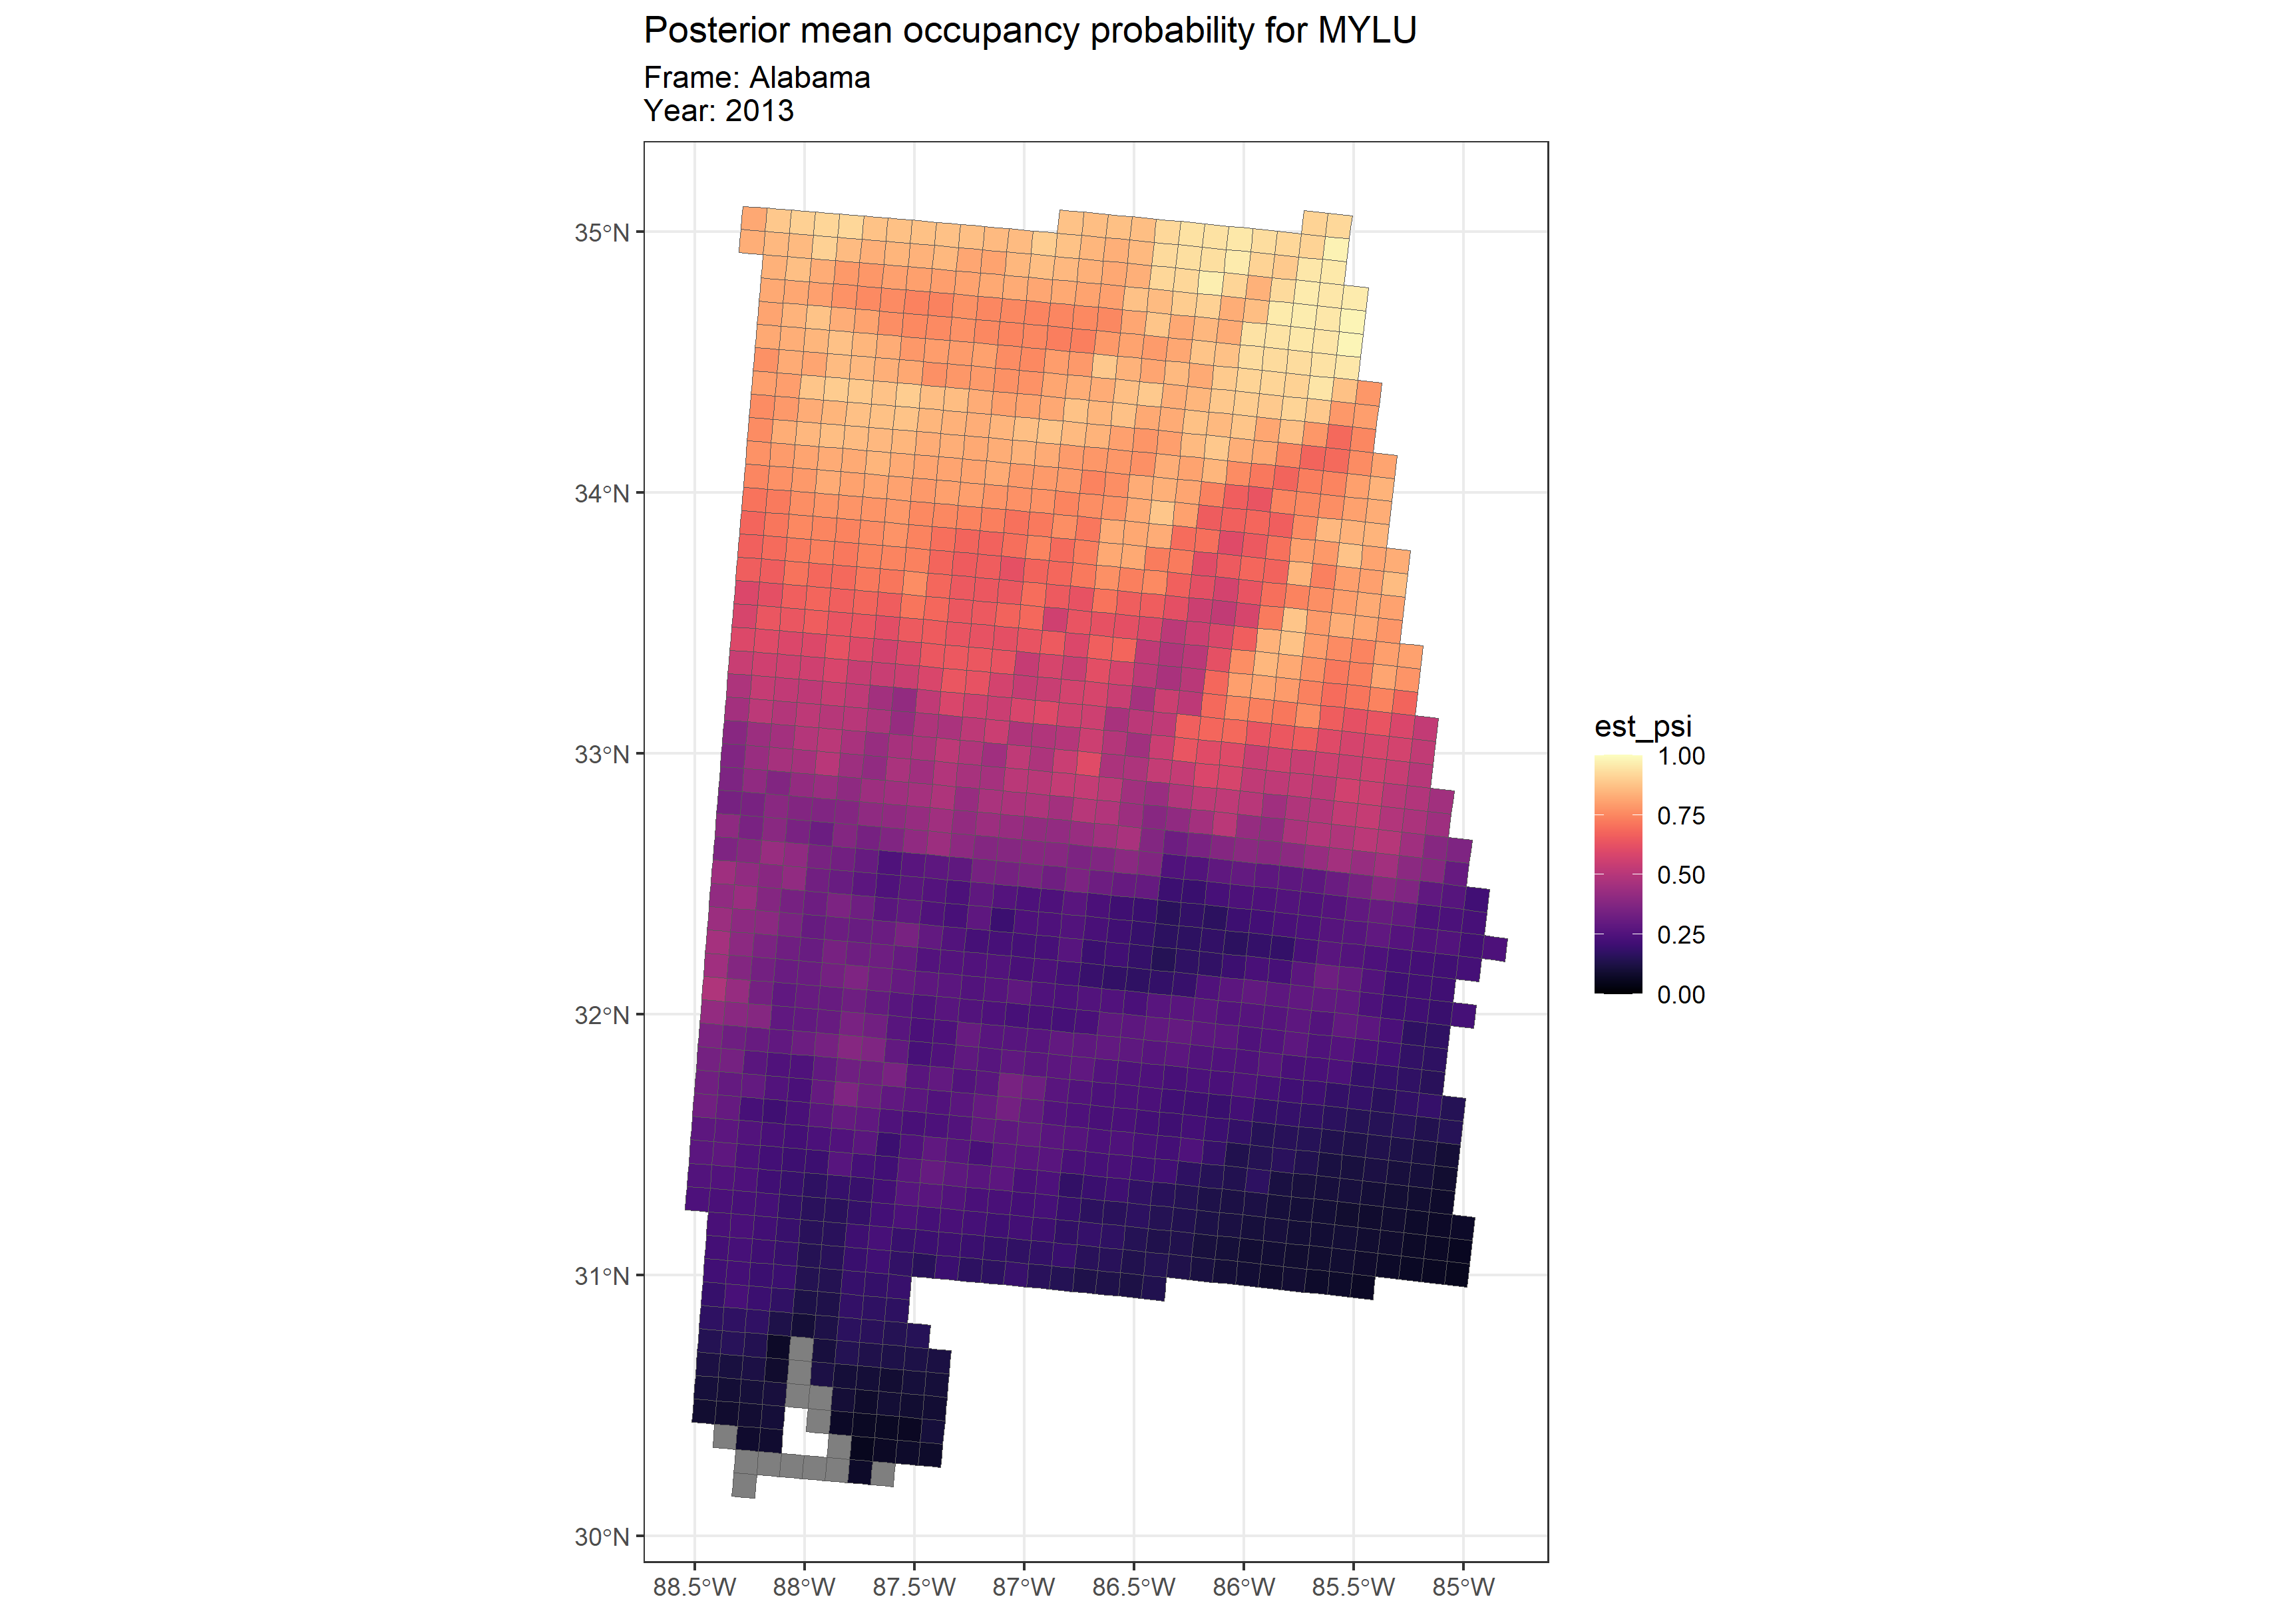 Posterior mean occupancy probability for MYLU
Frame: Alabama
Year: 2013
35°N
34°N
33°N
32°N
31°N
30°N
88.5°W
88°W
87.5°W
87°W
86.5°W
86°W
85.5°W
85°W
est_psi
1.00
0.75
0.50
0.25
0.00